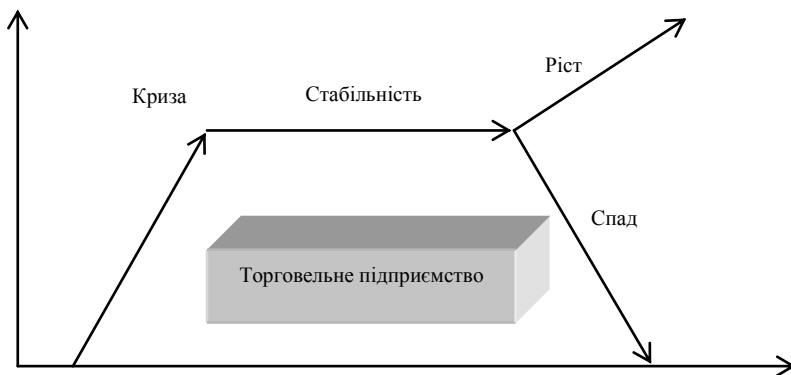 Ріст
Криза
Стабільність
Спад
Торговельне підприємство